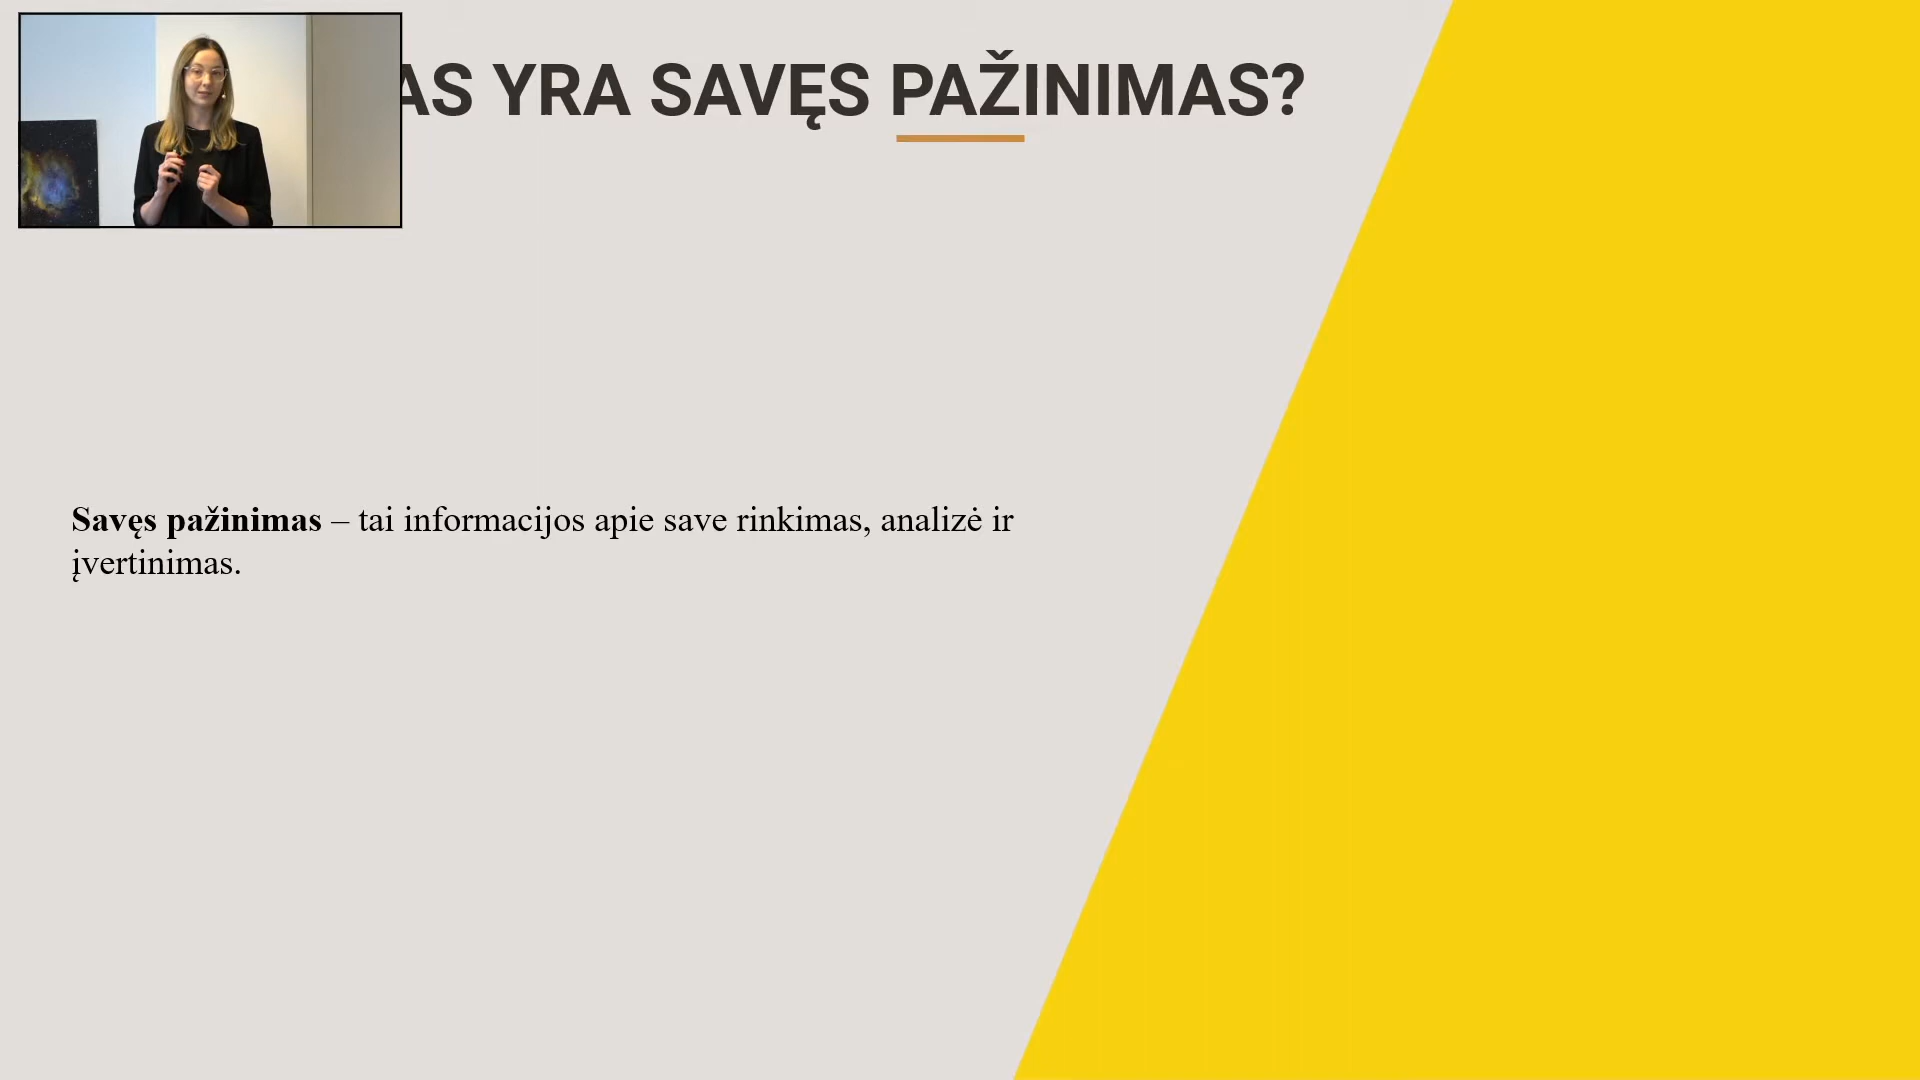 AS YRA SAVĘS PAŽINIMAS?
Savęs pažinimas – tai informacijos apie save rinkimas, analizė ir
įvertinimas.